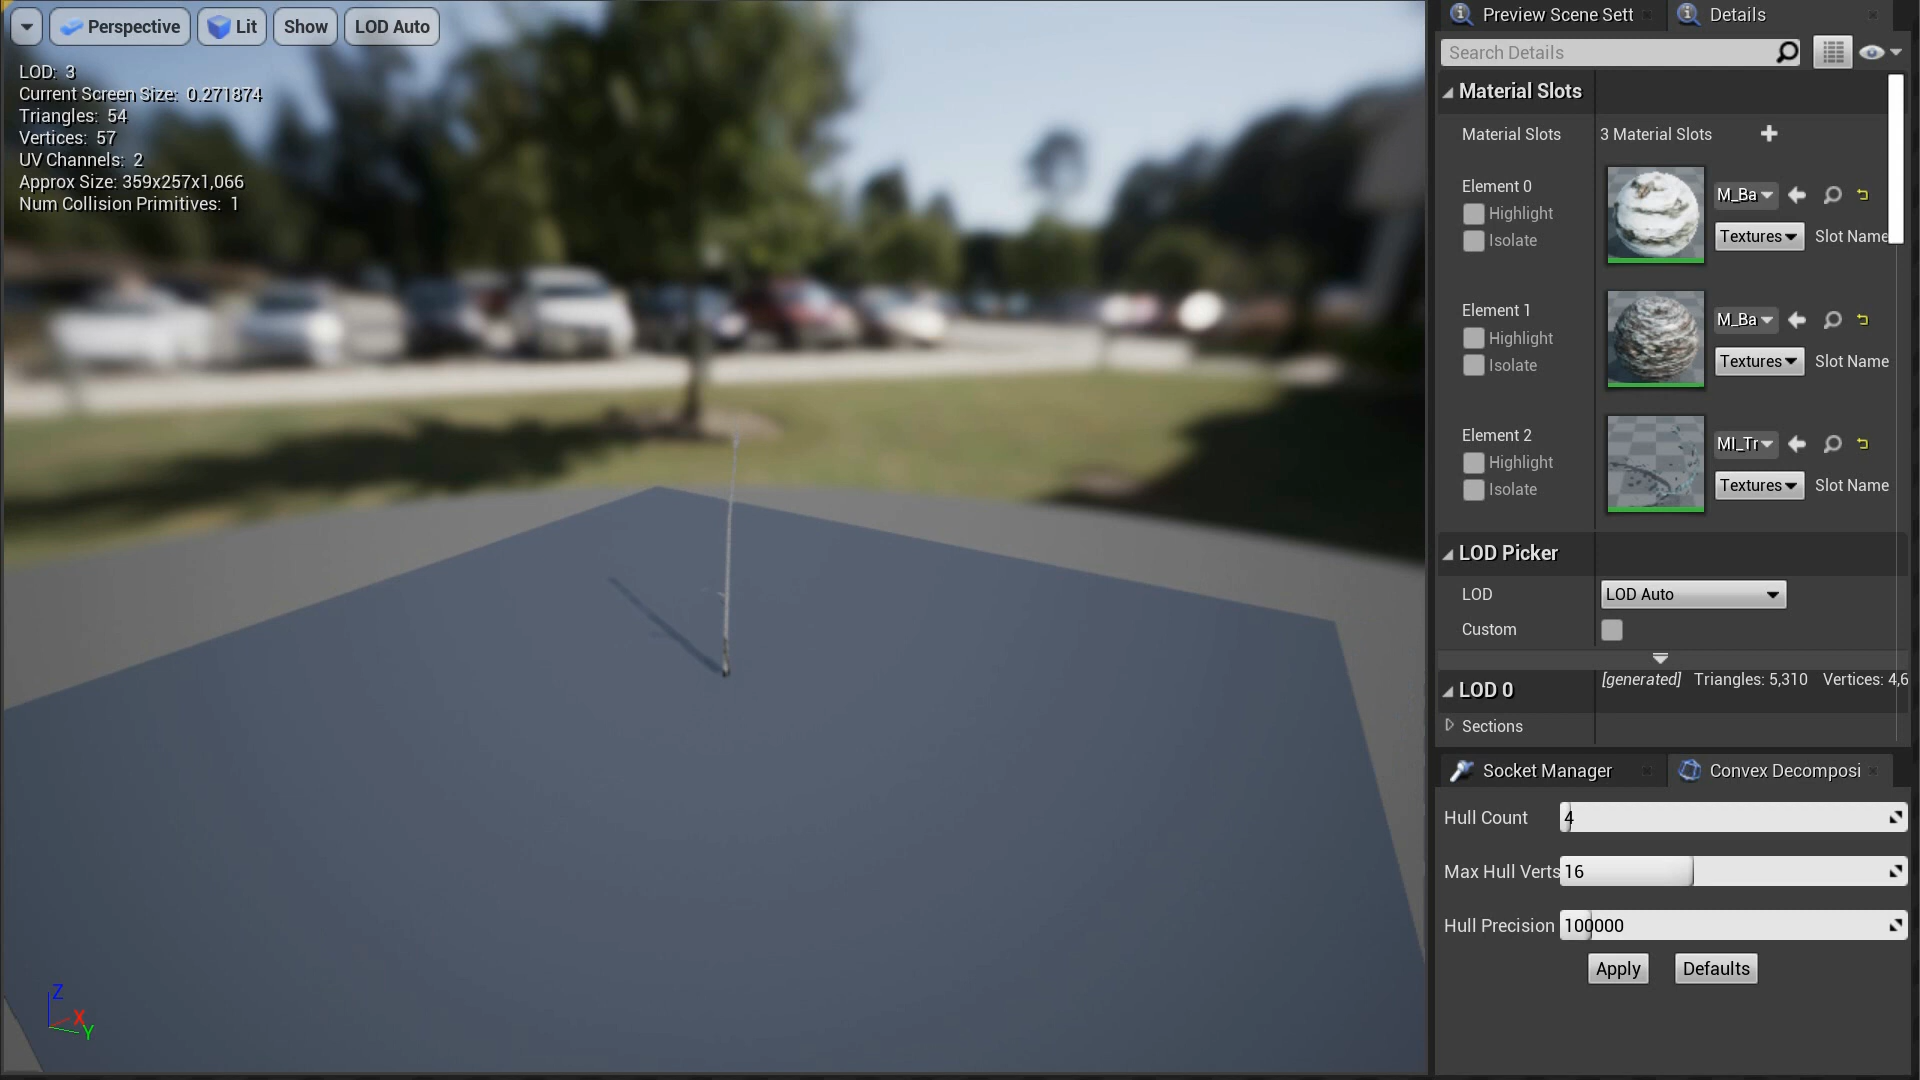 Perspective
Lit
Show
LOD Auto
LOD: 3
Current Screen Size: 0.271874
Triangles: 54
Vertices: 57
UV Channels: 2
Approx Size: 359x257x1,066
Num Collision Primitives: 1
Z
X
Y
Preview Scene Sett
Details
Search Details
Material Slots
Material Slots
3 Material Slots
Element 0
Highlight
Isolate
M_Ba
Textures
Slot Name
Element 1
Highlight
Isolate
M_Ba
Textures
Slot Name
Element 2
Highlight
Isolate
MI_Tr
Textures
Slot Name
LOD Picker
LOD
LOD Auto
Custom
LOD 0
[generated] Triangles: 5,310 Vertices: 4,6
Sections
Socket Manager
Convex Decomposi
Hull Count
4
Max Hull Verts
16
Hull Precision
100000
Apply
Defaults